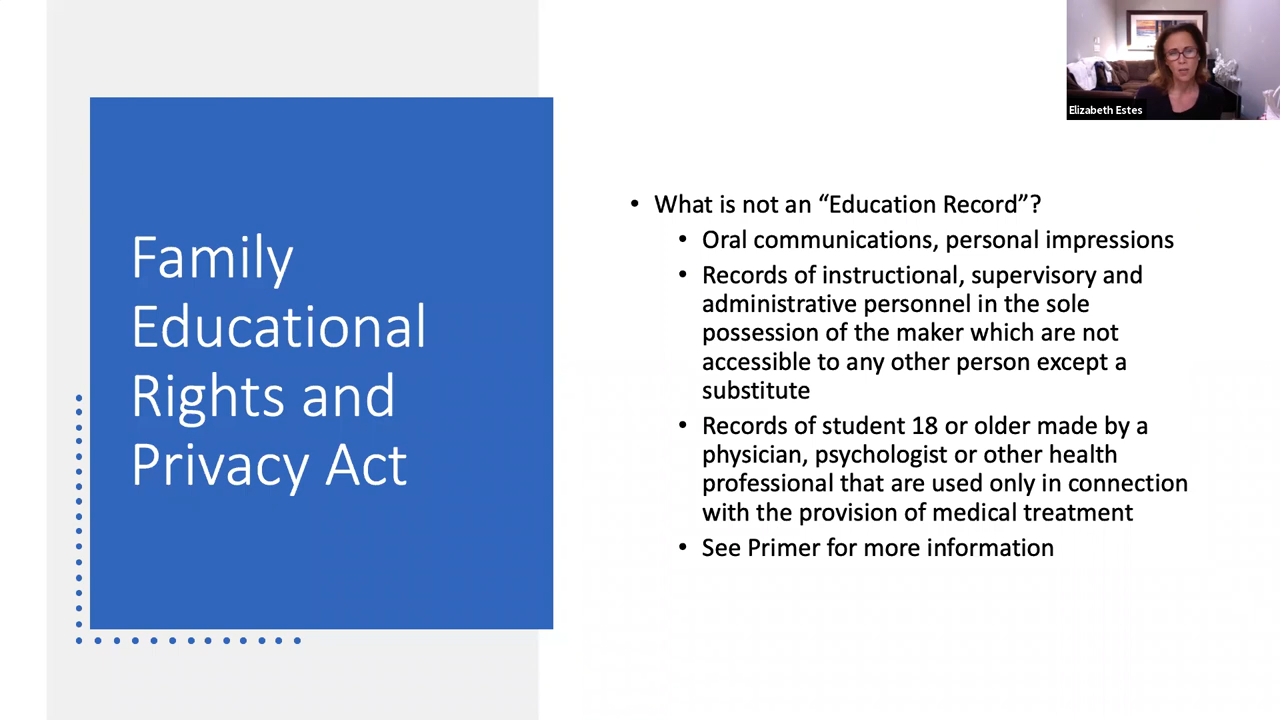 Family
Educational
Rights and
Privacy Act
• What is not an “Education Record”?
• Oral communications, personal impressions
• Records of instructional, supervisory and
administrative personnel in the sole
possession of the maker which are not
accessible to any other person except a
substitute
• Records of student 18 or older made by a
physician, psychologist or other health
professional that are used only in connection
with the provision of medical treatment
• See Primer for more information
Elizabeth Estes